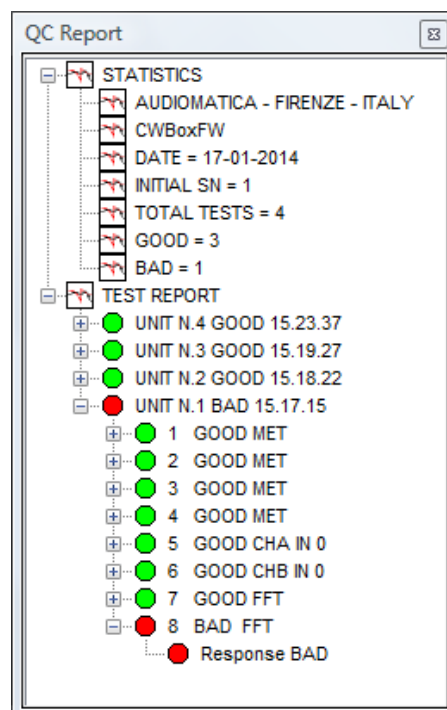 QC Report
STATISTICS
AUDIOMATICA - FIRENZE - ITALY
CWBoxFW
DATE = 17-01-2014
INITIAL SN = 1
TOTAL TESTS = 4
GOOD = 3
BAD = 1
TEST REPORT
UNIT N.4 GOOD 15.23.37
UNIT N.3 GOOD 15.19.27
UNIT N.2 GOOD 15.18.22
UNIT N.1 BAD 15.17.15
1 GOOD MET
2 GOOD MET
3 GOOD MET
4 GOOD MET
5 GOOD CHA IN 0
6 GOOD CHB IN 0
7 GOOD FFT
8 BAD FFT
Response BAD